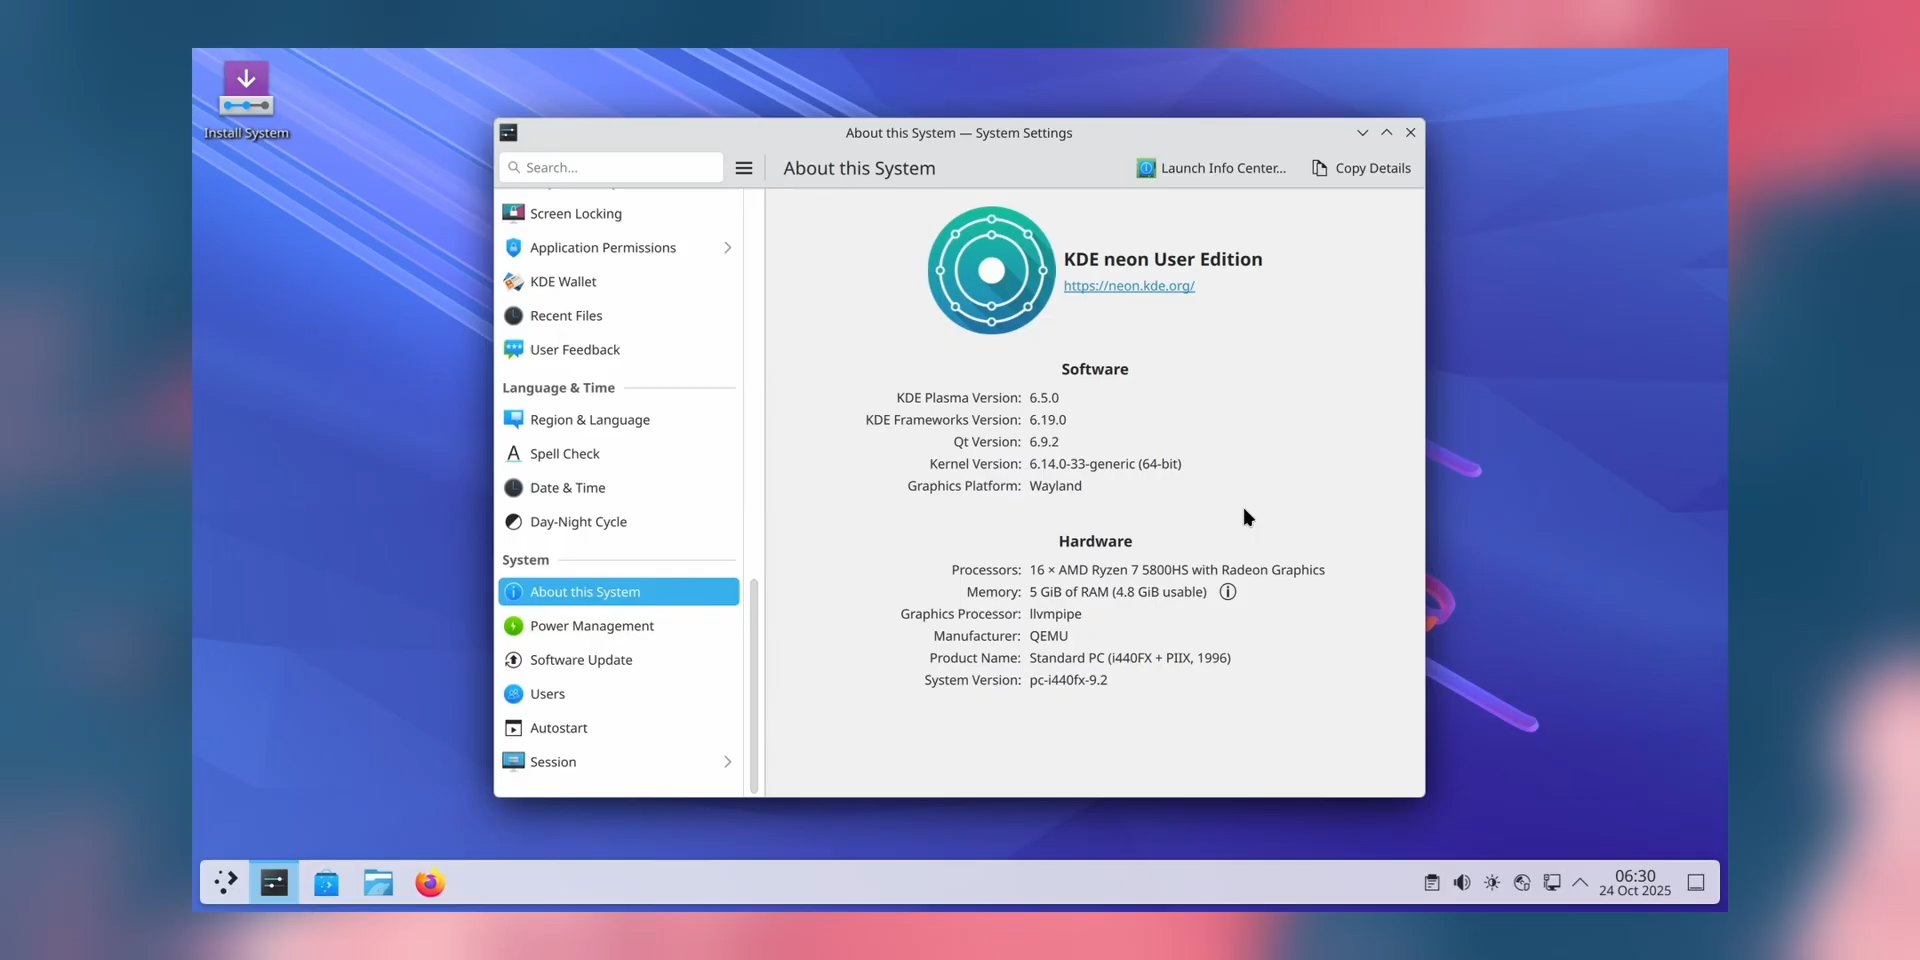 Install System
About this System — System Settings
Search...
About this System
Launch Info Center...
Copy Details
Screen Locking
Application Permissions
KDE Wallet
Recent Files
User Feedback
Language & Time
Region & Language
Spell Check
Date & Time
Day-Night Cycle
System
About this System
Power Management
Software Update
Users
Autostart
Session
KDE neon User Edition
https://neon.kde.org/
Software
KDE Plasma Version: 6.5.0
KDE Frameworks Version: 6.19.0
Qt Version: 6.9.2
Kernel Version: 6.14.0-33-generic (64-bit)
Graphics Platform: Wayland
Hardware
Processors: 16 × AMD Ryzen 7 5800HS with Radeon Graphics
Memory: 5 GiB of RAM (4.8 GiB usable)
Graphics Processor: llvmpipe
Manufacturer: QEMU
Product Name: Standard PC (i440FX + PIIX, 1996)
System Version: pc-i440fx-9.2
06:30
24 Oct 2025